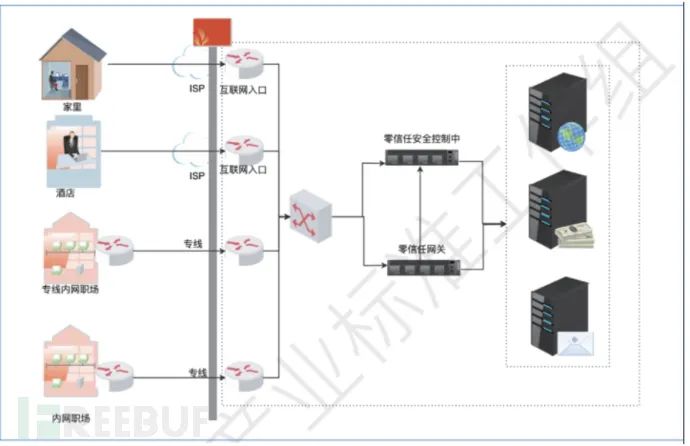 家里
ISP
互联网入口
酒店
ISP
互联网入口
专线
专线内网职场
专线
内网职场
零信任安全控制中
零信任网关
产业标准工作组
REEBUF